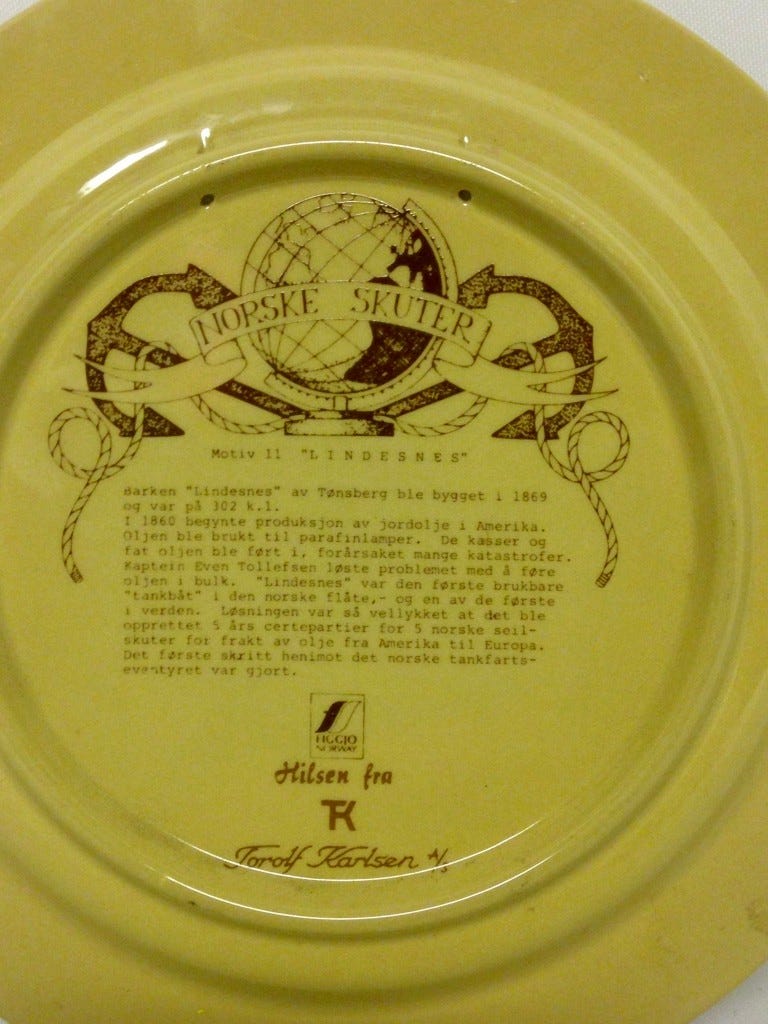 NORSKE SKUTER
Motiv 11 "LINDESNES"
Barken "Lindesnes" av Tønsberg ble bygget i 1869
og var på 302 k.l.
I 1860 begynte produksjon av jordolje i Amerika.
Oljen ble brukt til parafinlamper. De kasser og
fat oljen ble ført i, forårsaket mange katastrofer.
Kaptein Even Tollefsen løste problemet med å føre
oljen i bulk. "Lindesnes" var den første brukbare
"tankbåt" i den norske flåte,- og en av de første
i verden. Løsningen var så vellykket at det ble
opprettet 5 års certepartier for 5 norske seil-
skuter for frakt av olje fra Amerika til Europa.
Det første skritt henimot det norske tankfarts-
eventyret var gjort.
FIGGJO
NORWAY
Hilsen fra
TK
Torolf Karlsen A/S